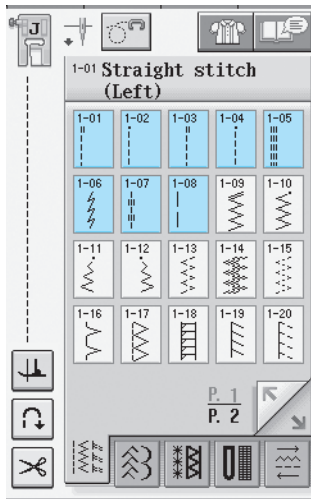 J
1-01 Straight stitch
(Left)
1-01 1-02 1-03 1-04 1-05
1-06 1-07 1-08 1-09 1-10
1-11 1-12 1-13 1-14 1-15
1-16 1-17 1-18 1-19 1-20
P. 1
P. 2